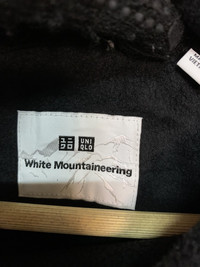 ユニ UNI
クロ QLO
White Mountaineering